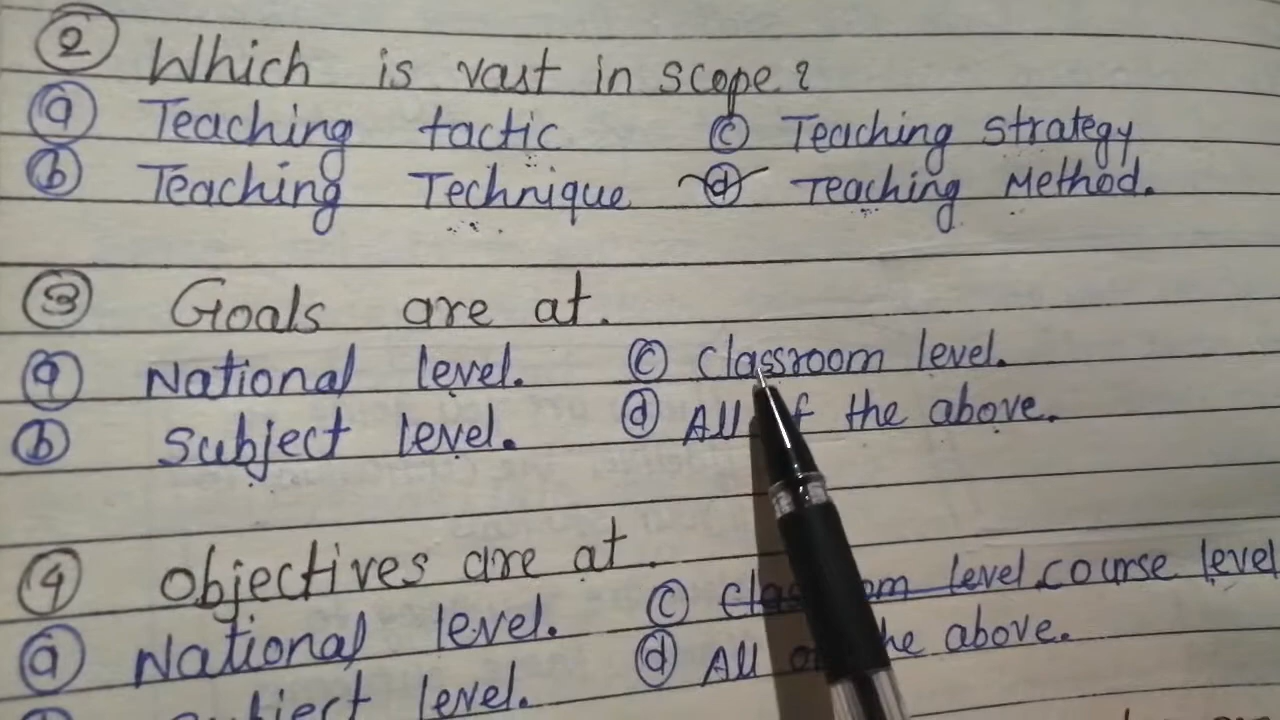 ② Which is vast in scope?
ⓐ Teaching tactic ⓒ Teaching strategy
ⓑ Teaching Technique ⓓ Teaching Method.
③ Goals are at.
ⓐ National level. ⓒ classroom level.
ⓑ Subject level. ⓓ All of the above.
④ Objectives are at.
ⓐ National level. ⓒ classroom level course level
level. ⓓ All of the above.